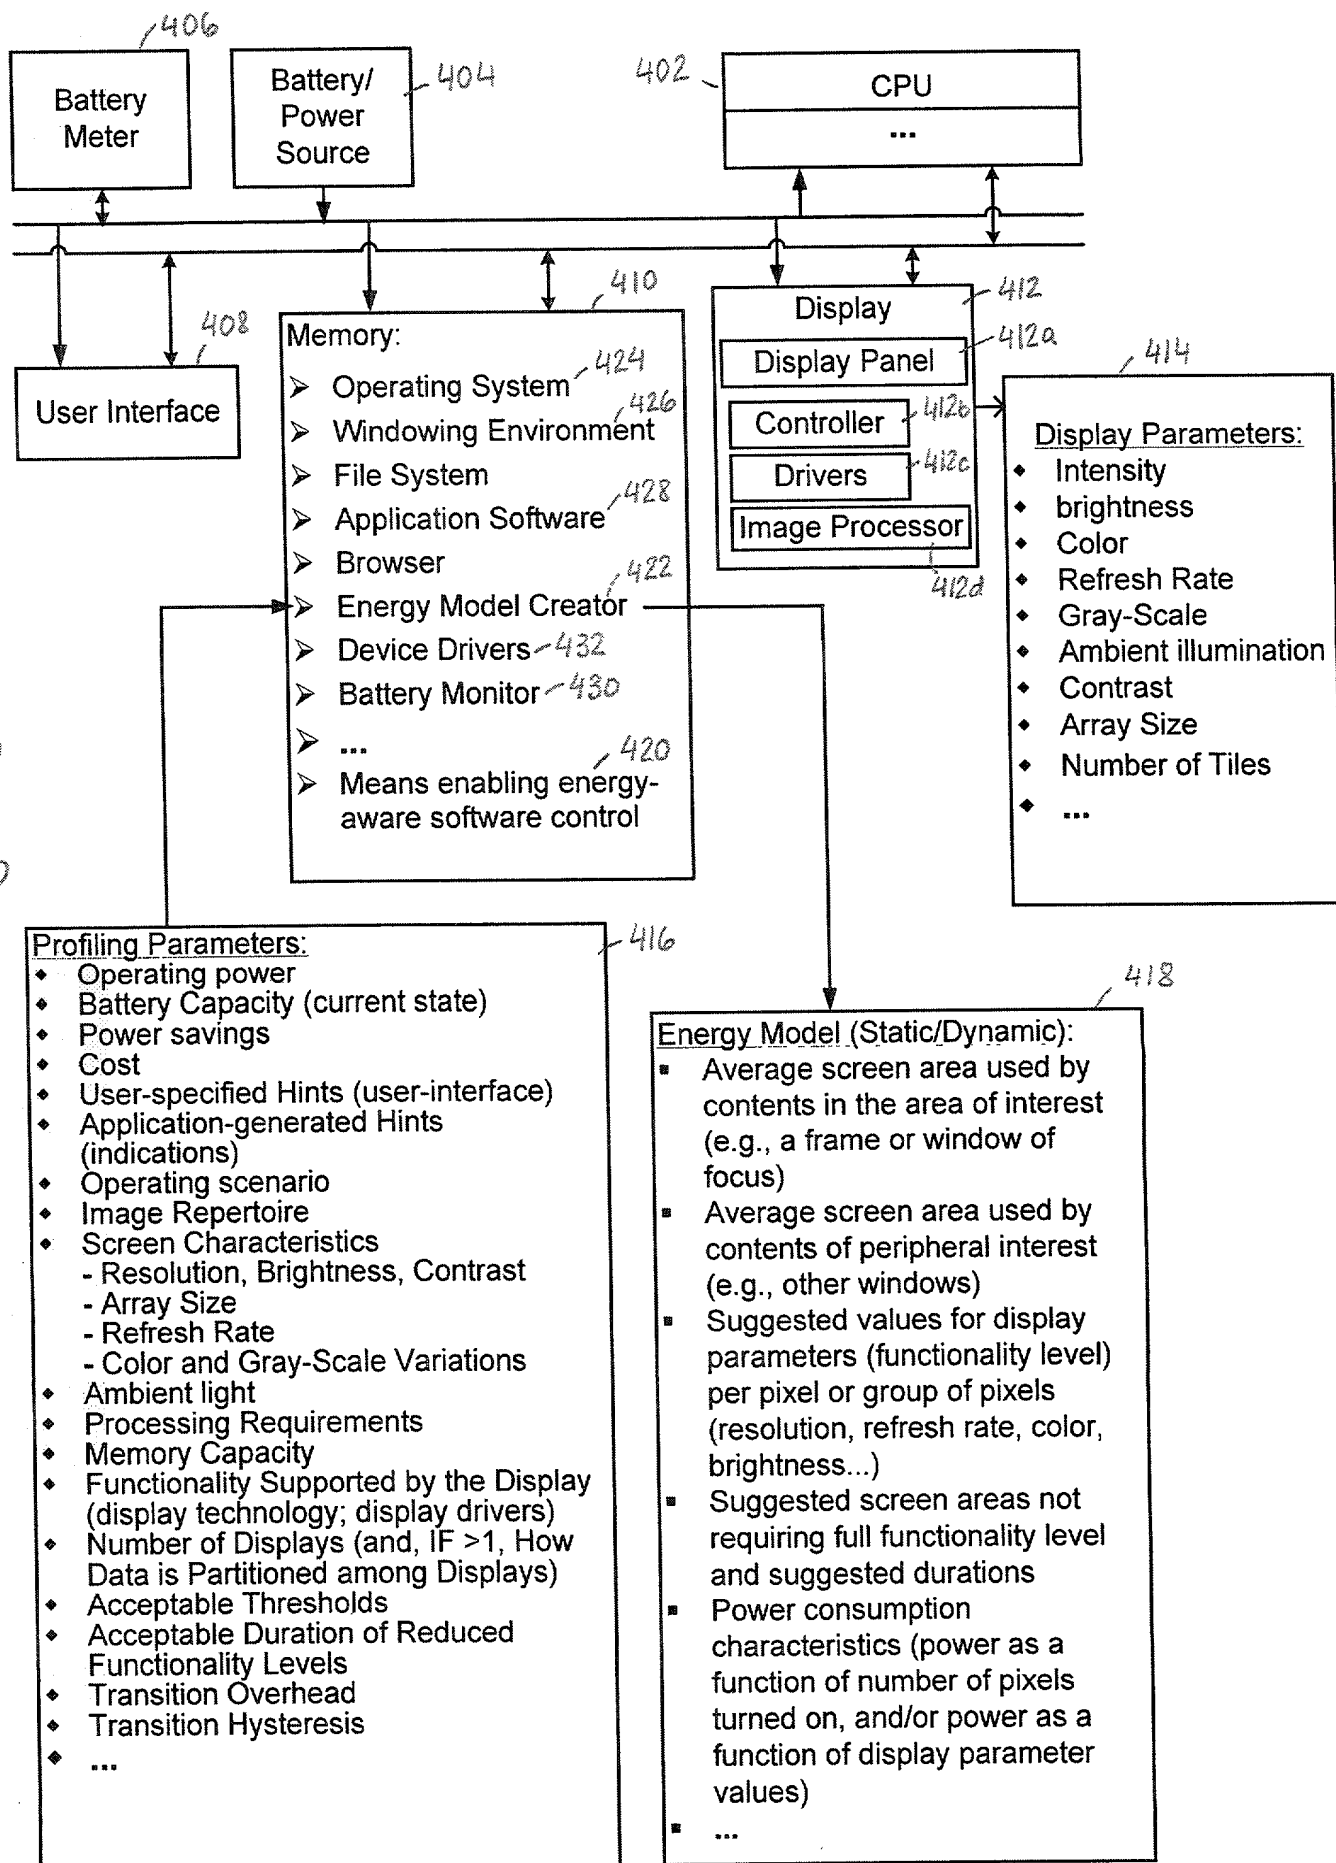 406
Battery
Meter
Battery/
Power
Source
404
402
CPU
...
408
User Interface
410
Memory:
➢ Operating System 424
➢ Windowing Environment 426
➢ File System
➢ Application Software 428
➢ Browser
➢ Energy Model Creator 422
➢ Device Drivers 432
➢ Battery Monitor 430
➢ ...
420
➢ Means enabling energy-
aware software control
412
Display
412a
Display Panel
Controller 412b
Drivers 412c
Image Processor
412d
414
Display Parameters:
◆ Intensity
◆ brightness
◆ Color
◆ Refresh Rate
◆ Gray-Scale
◆ Ambient illumination
◆ Contrast
◆ Array Size
◆ Number of Tiles
◆ ...
416
Profiling Parameters:
◆ Operating power
◆ Battery Capacity (current state)
◆ Power savings
◆ Cost
◆ User-specified Hints (user-interface)
◆ Application-generated Hints
(indications)
◆ Operating scenario
◆ Image Repertoire
◆ Screen Characteristics
- Resolution, Brightness, Contrast
- Array Size
- Refresh Rate
- Color and Gray-Scale Variations
◆ Ambient light
◆ Processing Requirements
◆ Memory Capacity
◆ Functionality Supported by the Display
(display technology; display drivers)
◆ Number of Displays (and, IF >1, How
Data is Partitioned among Displays)
◆ Acceptable Thresholds
◆ Acceptable Duration of Reduced
Functionality Levels
◆ Transition Overhead
◆ Transition Hysteresis
◆ ...
418
Energy Model (Static/Dynamic):
▪ Average screen area used by
contents in the area of interest
(e.g., a frame or window of
focus)
▪ Average screen area used by
contents of peripheral interest
(e.g., other windows)
▪ Suggested values for display
parameters (functionality level)
per pixel or group of pixels
(resolution, refresh rate, color,
brightness...)
▪ Suggested screen areas not
requiring full functionality level
and suggested durations
▪ Power consumption
characteristics (power as a
function of number of pixels
turned on, and/or power as a
function of display parameter
values)
▪ ...